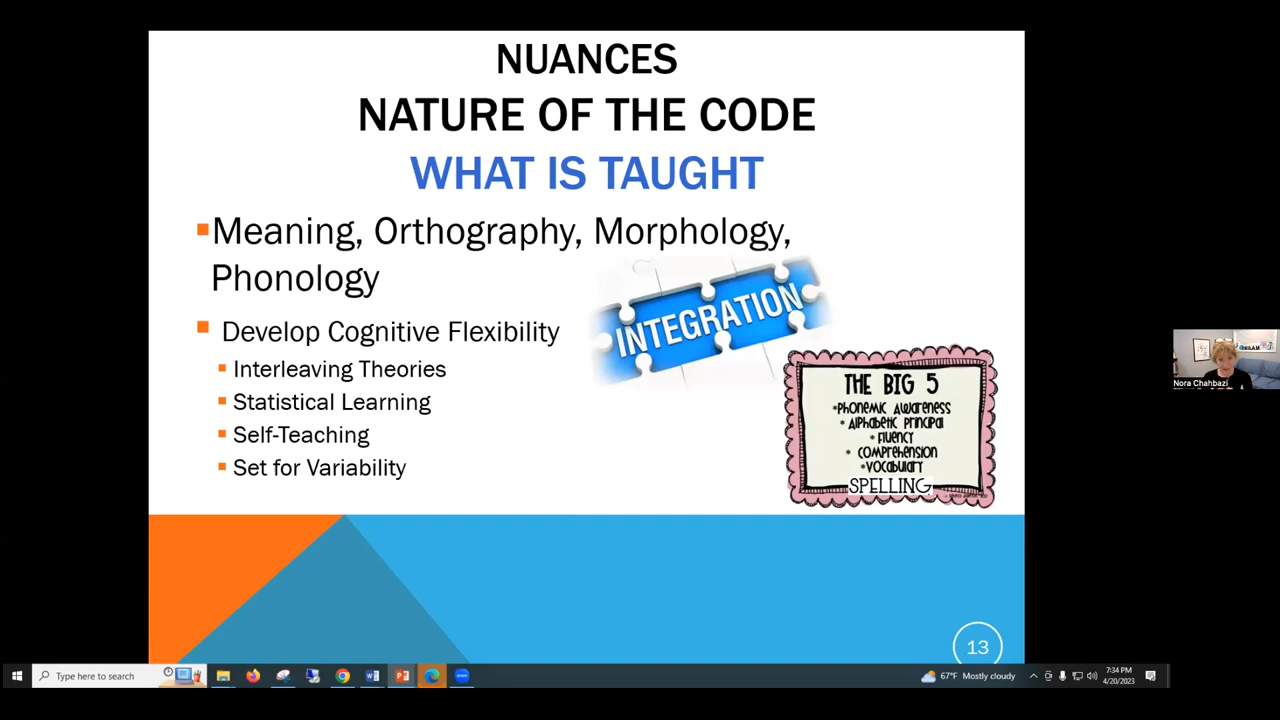 NUANCES
NATURE OF THE CODE
WHAT IS TAUGHT
Meaning, Orthography, Morphology,
Phonology
INTEGRATION
Develop Cognitive Flexibility
Interleaving Theories
Statistical Learning
Self-Teaching
Set for Variability
THE BIG 5
*PHONEMIC AWARENESS
* ALPHABETIC PRINCIPAL
* FLUENCY
* COMPREHENSION
*VOCABULARY
SPELLING
13
Nora Chahbazi
Type here to search
67°F Mostly cloudy
7:34 PM
4/20/2023